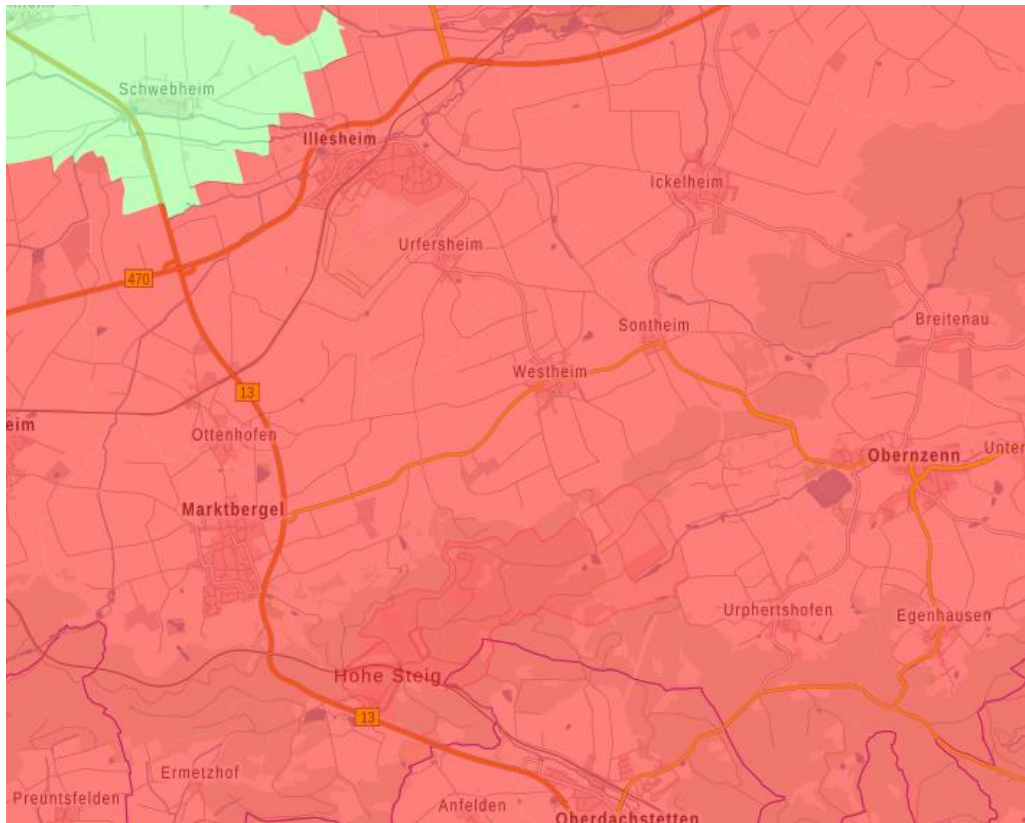 Schwebheim
Illesheim
Ickelheim
Urfersheim
470
Breitenau
Sontheim
Westheim
13
eim
Ottenhofen
Obernzenn
Unter
Marktbergel
Urphertshofen
Egenhausen
Hohe Steig
13
Ermetzhof
Preuntsfelden
Anfelden
Oberdachstetten